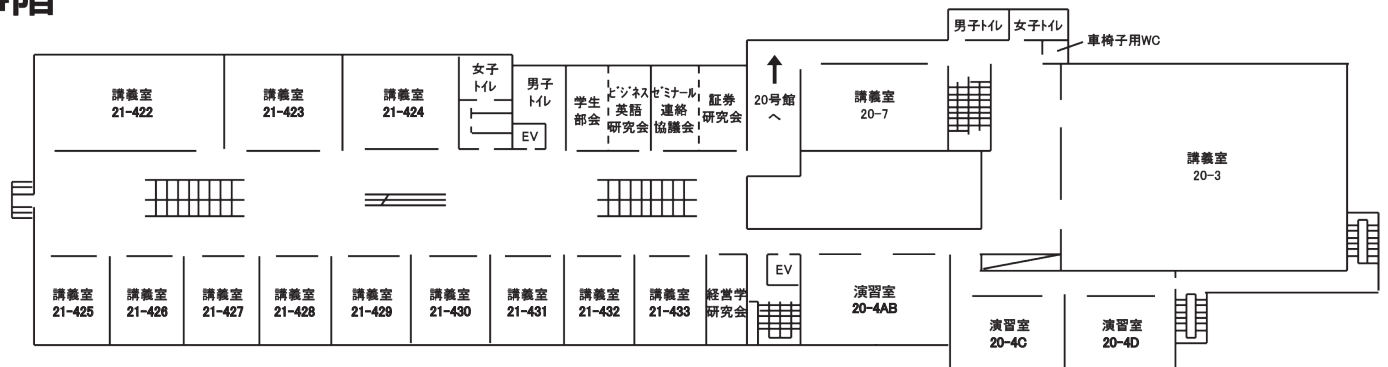 階
男子トイレ
女子トイレ
車椅子用WC
講義室
21-422
講義室
21-423
講義室
21-424
女子
トイレ
男子
トイレ
EV
学生
部会
ビジネス
英語
研究会
ゼミナール
連絡
協議会
証券
研究会
20号館
へ
講義室
20-7
講義室
20-3
講義室
21-425
講義室
21-426
講義室
21-427
講義室
21-428
講義室
21-429
講義室
21-430
講義室
21-431
講義室
21-432
講義室
21-433
経営学
研究会
EV
演習室
20-4AB
演習室
20-4C
演習室
20-4D